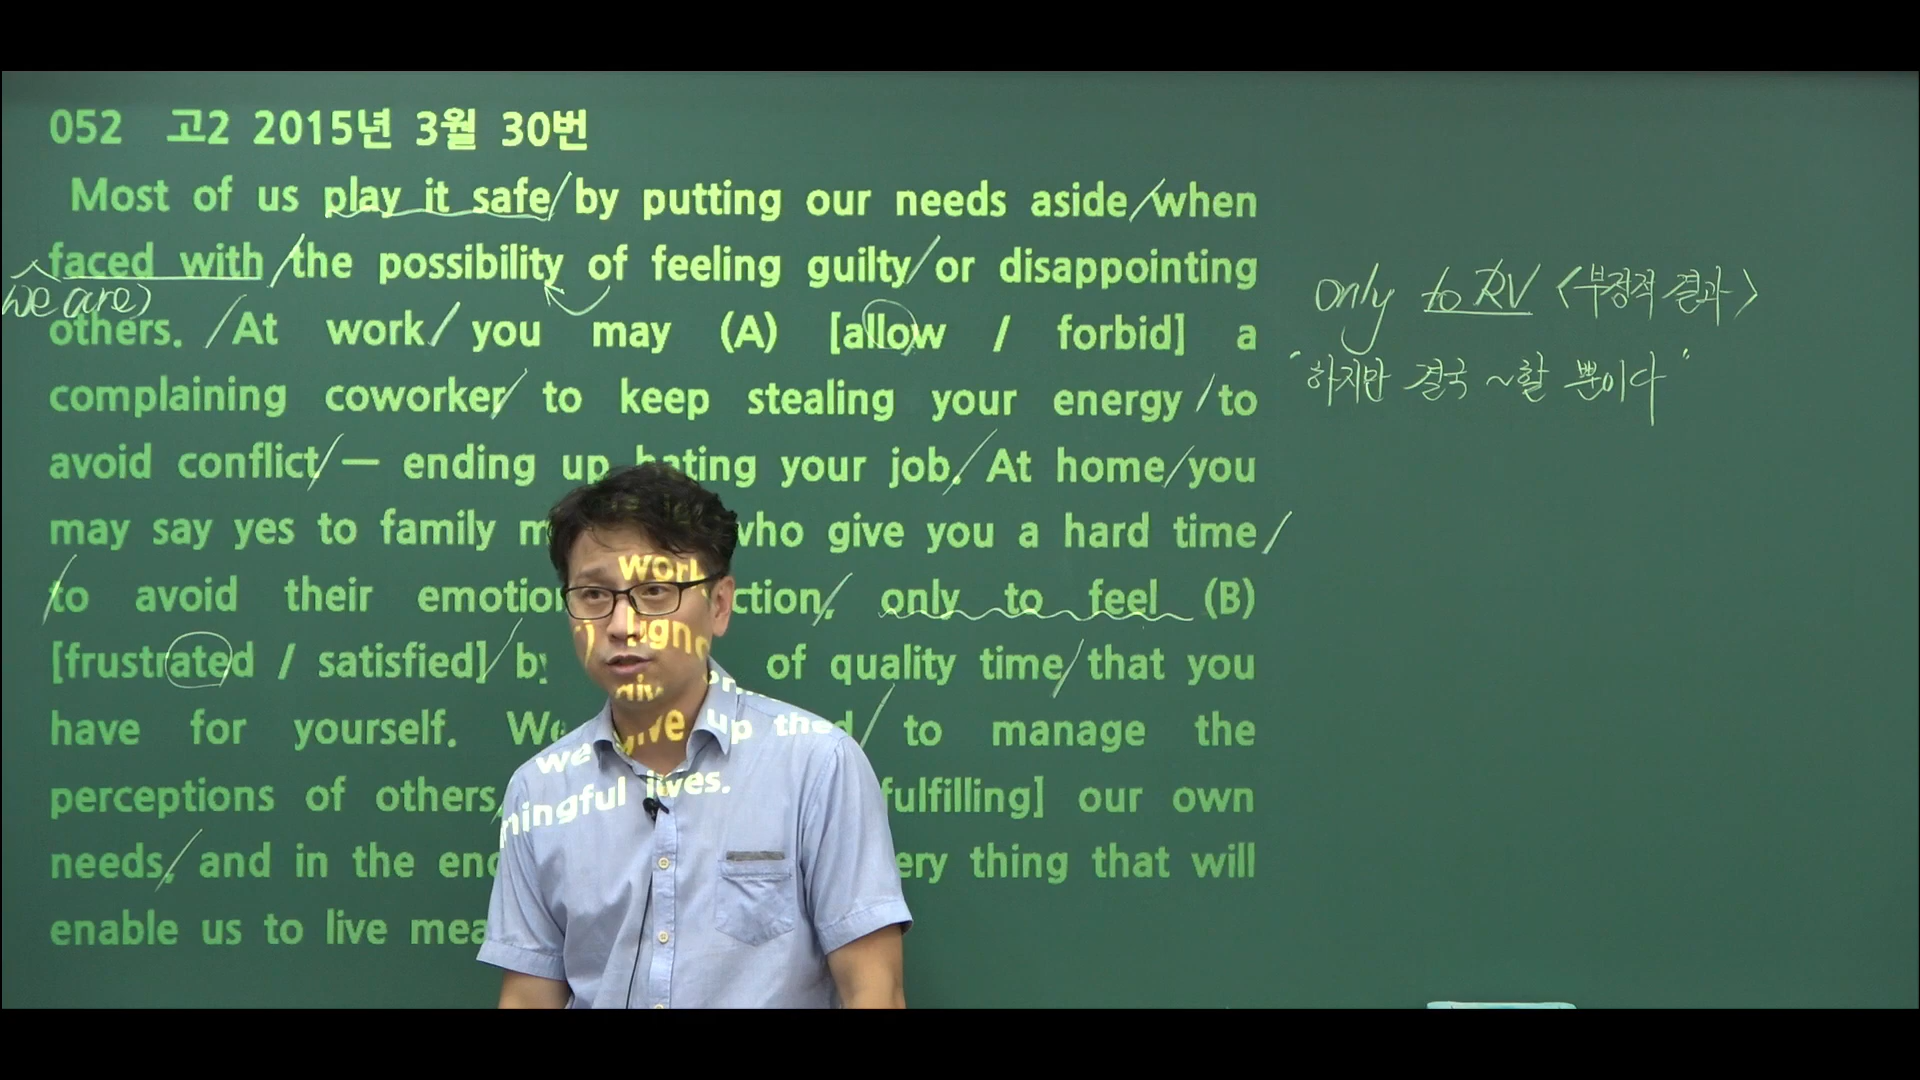 052 고2 2015년 3월 30번
Most of us play it safe/by putting our needs aside/when
faced with/the possibility of feeling guilty/or disappointing
we are)
others. /At work/you may (A) [allow / forbid] a
complaining coworker/ to keep stealing your energy/to
avoid conflict/— ending up hating your job./At home/you
may say yes to family who give you a hard time/
/to avoid their only to feel (B)
[frustrated / satisfied]/ of quality time/that you
have for yourself. / to manage the
perceptions of others, fulfilling] our own
needs,/and in the thing that will
enable us to live
work
give up the
we
lives.
only to RV <부정적 결과>
"하지만 결국 ~할 뿐이다"